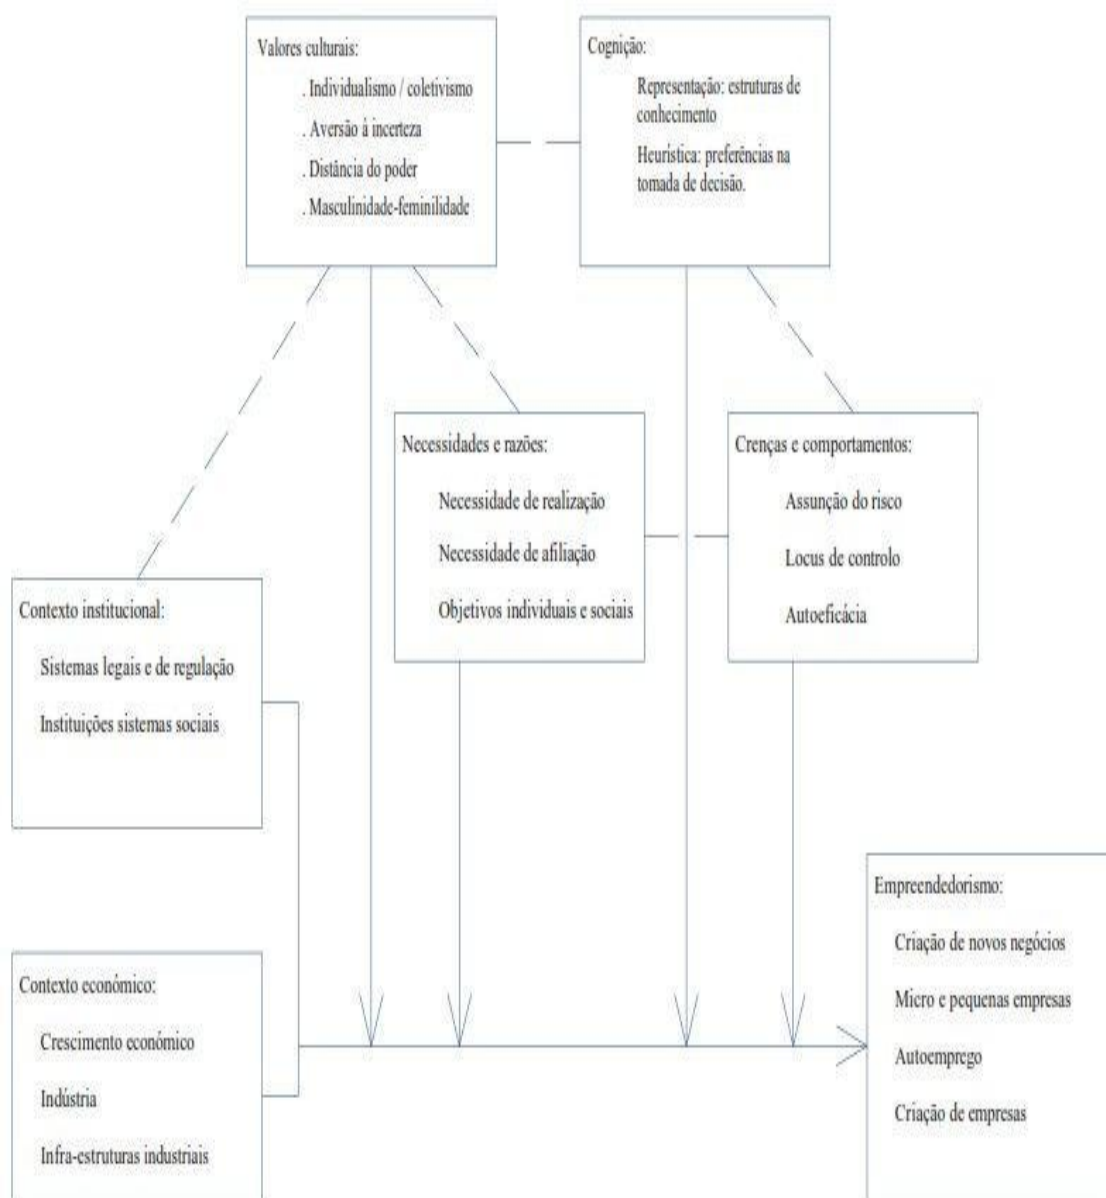 Valores culturais:
. Individualismo / coletivismo
. Aversão à incerteza
. Distância do poder
. Masculinidade-feminilidade
Cognição:
Representação: estruturas de
conhecimento
Heurística: preferências na
tomada de decisão.
Necessidades e razões:
Necessidade de realização
Necessidade de afiliação
Objetivos individuais e sociais
Crenças e comportamentos:
Assunção do risco
Locus de controlo
Autoeficácia
Contexto institucional:
Sistemas legais e de regulação
Instituições sistemas sociais
Contexto económico:
Crescimento económico
Indústria
Infra-estruturas industriais
Empreendedorismo:
Criação de novos negócios
Micro e pequenas empresas
Autoemprego
Criação de empresas